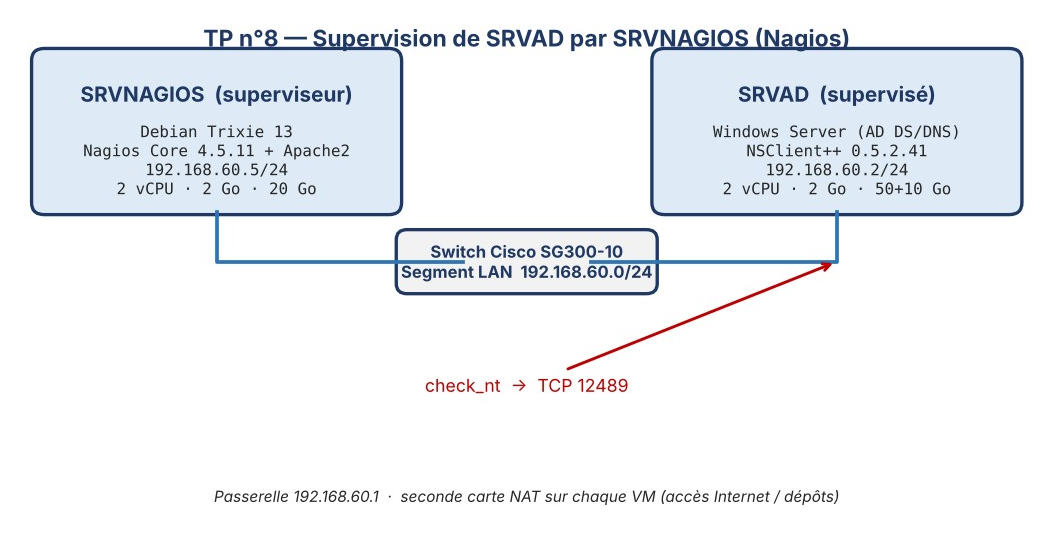 TP n°8 — Supervision de SRVAD par SRVNAGIOS (Nagios)
SRVNAGIOS (superviseur)
Debian Trixie 13
Nagios Core 4.5.11 + Apache2
192.168.60.5/24
2 vCPU · 2 Go · 20 Go
SRVAD (supervisé)
Windows Server (AD DS/DNS)
NSClient++ 0.5.2.41
192.168.60.2/24
2 vCPU · 2 Go · 50+10 Go
Switch Cisco SG300-10
Segment LAN 192.168.60.0/24
check_nt → TCP 12489
Passerelle 192.168.60.1 · seconde carte NAT sur chaque VM (accès Internet / dépôts)